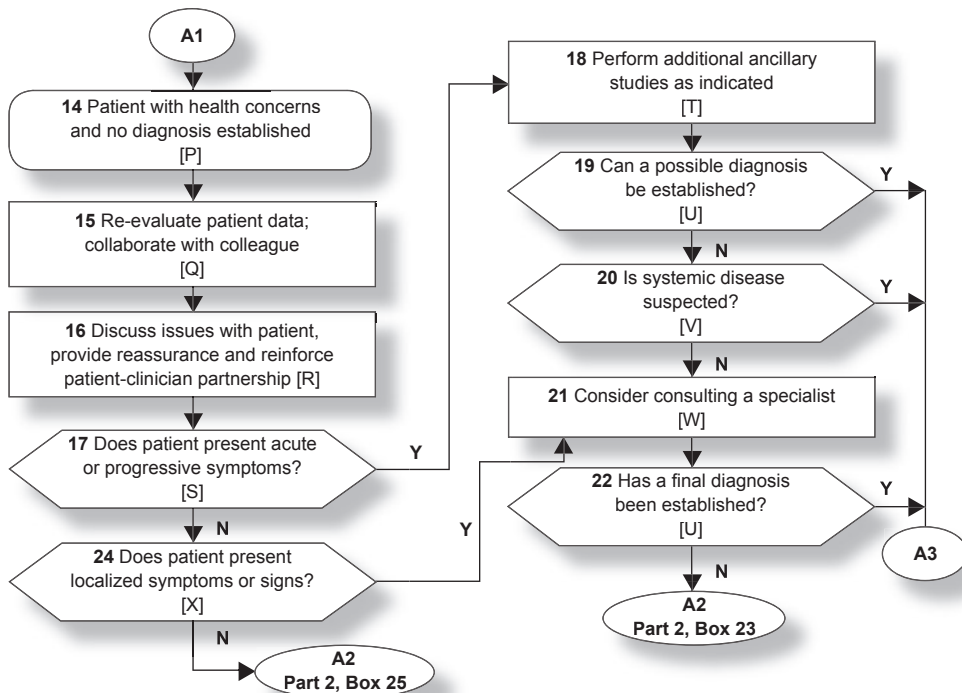 A1
14 Patient with health concerns
and no diagnosis established
[P]
15 Re-evaluate patient data;
collaborate with colleague
[Q]
16 Discuss issues with patient,
provide reassurance and reinforce
patient-clinician partnership [R]
17 Does patient present acute
or progressive symptoms?
[S]
Y
N
24 Does patient present
localized symptoms or signs?
[X]
Y
N
A2
Part 2, Box 25
18 Perform additional ancillary
studies as indicated
[T]
19 Can a possible diagnosis
be established?
[U]
Y
N
20 Is systemic disease
suspected?
[V]
Y
N
21 Consider consulting a specialist
[W]
22 Has a final diagnosis
been established?
[U]
Y
N
A3
A2
Part 2, Box 23